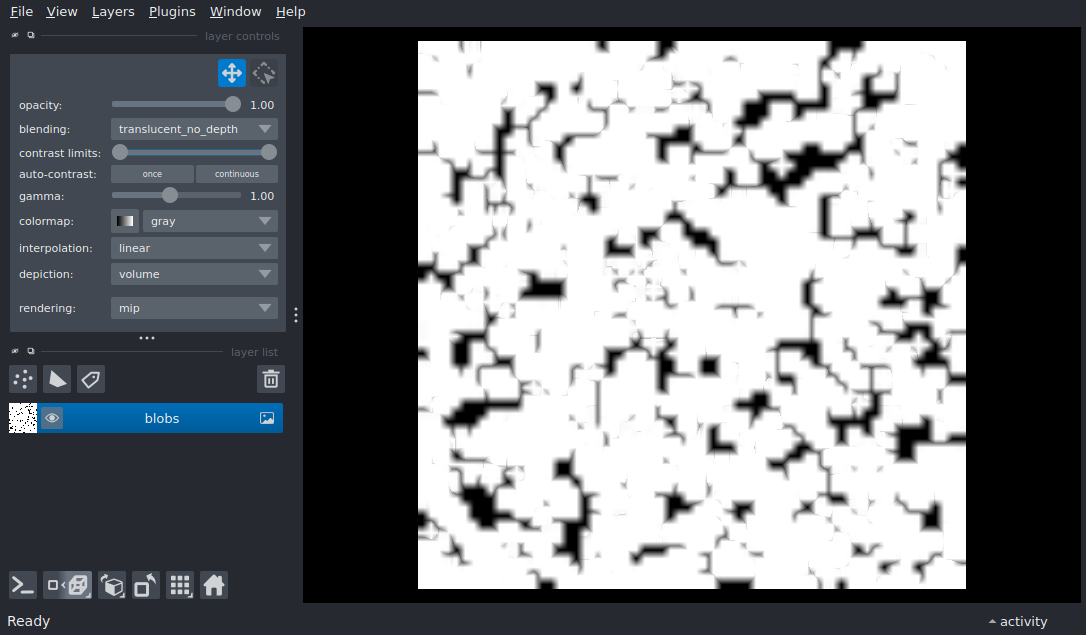 File View Layers Plugins Window Help
layer controls
opacity: 1.00
blending: translucent_no_depth
contrast limits:
auto-contrast: once continuous
gamma: 1.00
colormap: gray
interpolation: linear
depiction: volume
rendering: mip
layer list
blobs
Ready
activity